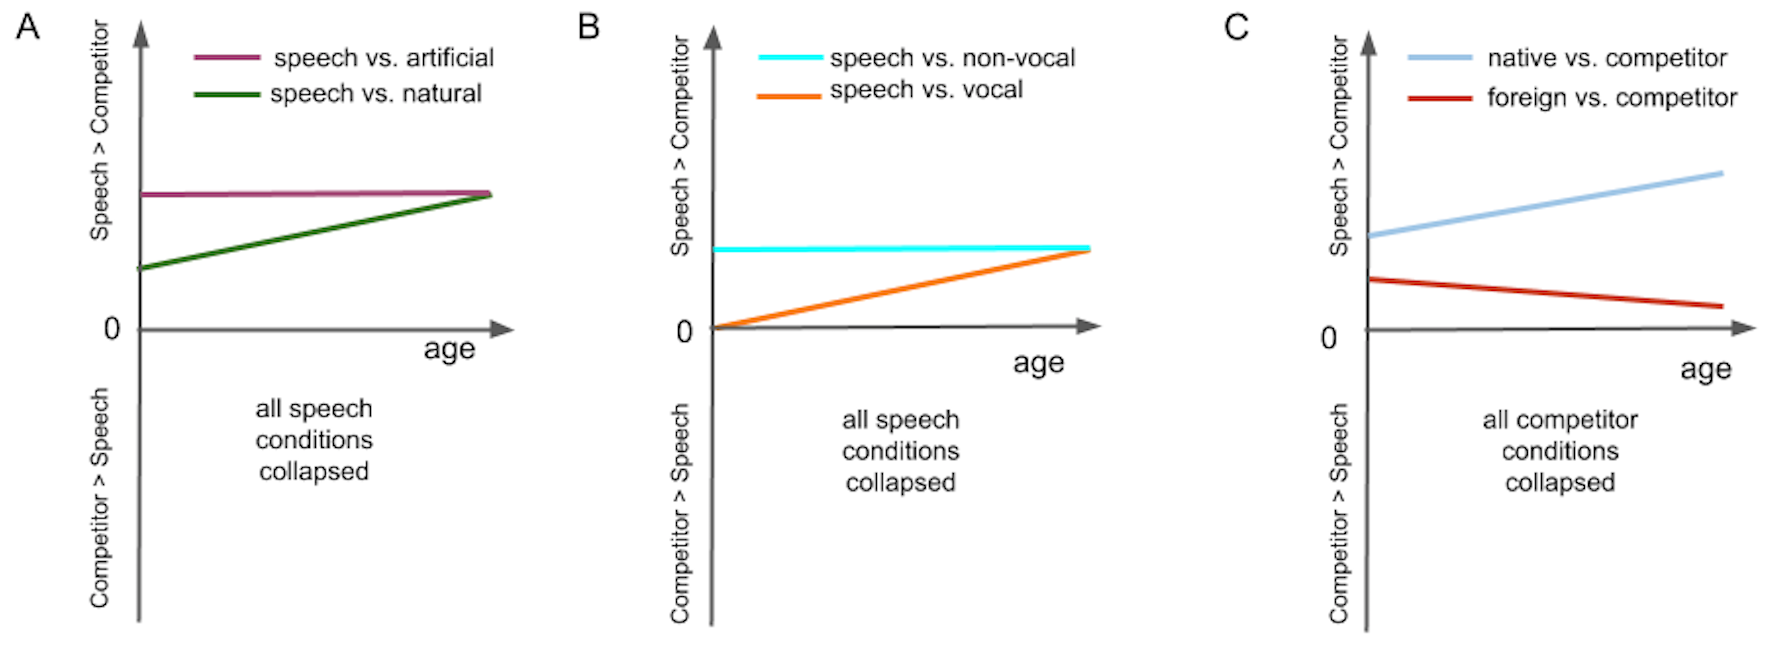 A
Speech > Competitor
speech vs. artificial
speech vs. natural
0
age
Competitor > Speech
all speech
conditions
collapsed
B
Speech > Competitor
speech vs. non-vocal
speech vs. vocal
0
age
Competitor > Speech
all speech
conditions
collapsed
C
Speech > Competitor
native vs. competitor
foreign vs. competitor
0
age
Competitor > Speech
all competitor
conditions
collapsed